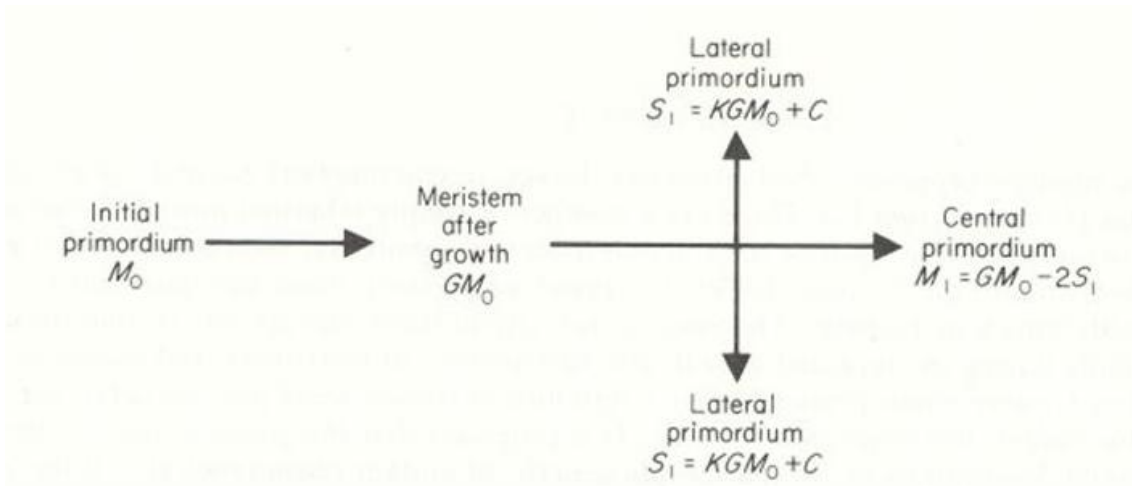 Initial
primordium
M₀
Meristem
after
growth
GM₀
Lateral
primordium
S₁ = KGM₀ + C
Central
primordium
M₁ = GM₀ − 2S₁
Lateral
primordium
S₁ = KGM₀ + C